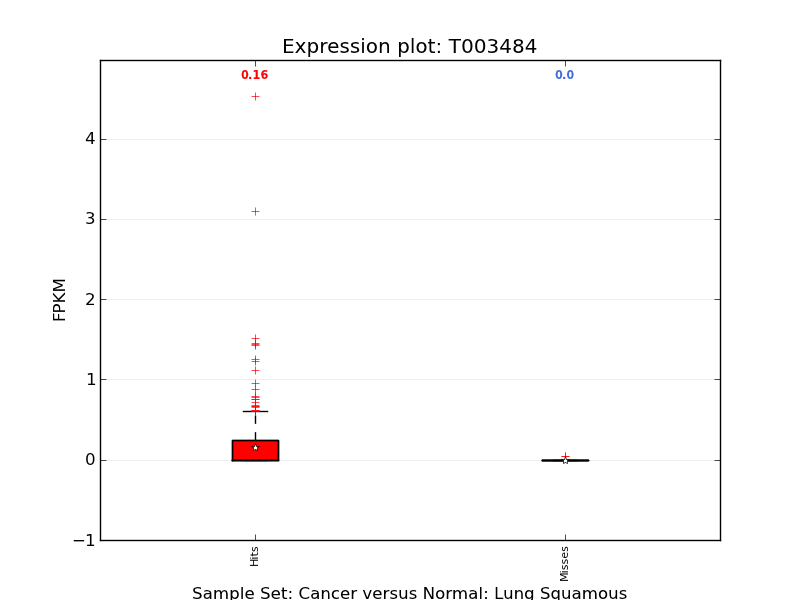 Expression plot: T003484
0.16
0.0
4
3
2
1
0
−1
FPKM
Hits
Misses
Sample Set: Cancer versus Normal: Lung Squamous